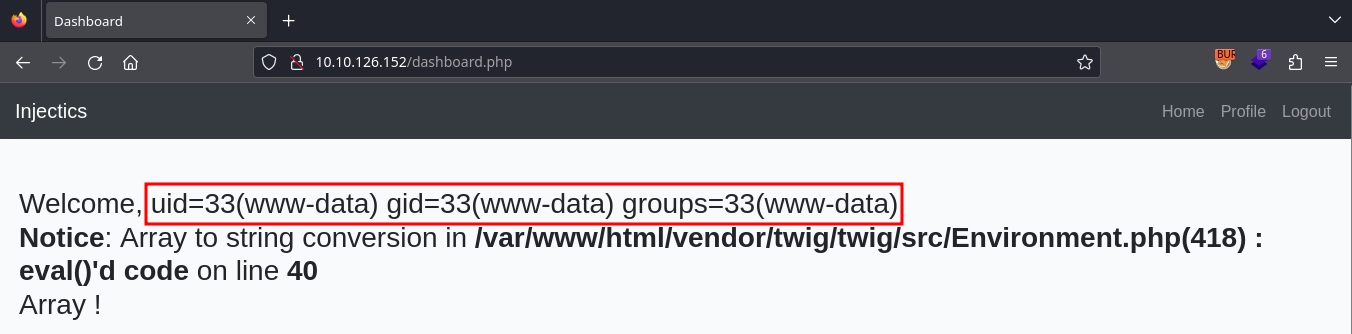 Dashboard
10.10.126.152/dashboard.php
BUR
6
Injectics
Home Profile Logout
Welcome, uid=33(www-data) gid=33(www-data) groups=33(www-data)
Notice: Array to string conversion in /var/www/html/vendor/twig/twig/src/Environment.php(418) :
eval()'d code on line 40
Array !